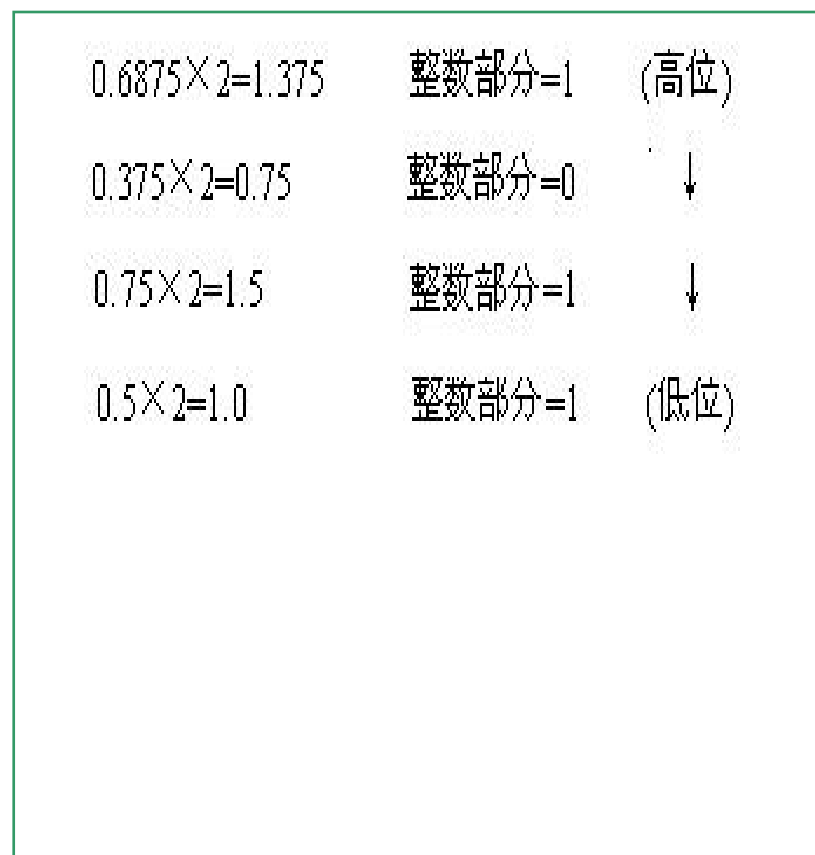 0.6875×2=1.375 整数部分=1 (高位)
0.375×2=0.75 整数部分=0 ↓
0.75×2=1.5 整数部分=1 ↓
0.5×2=1.0 整数部分=1 (低位)